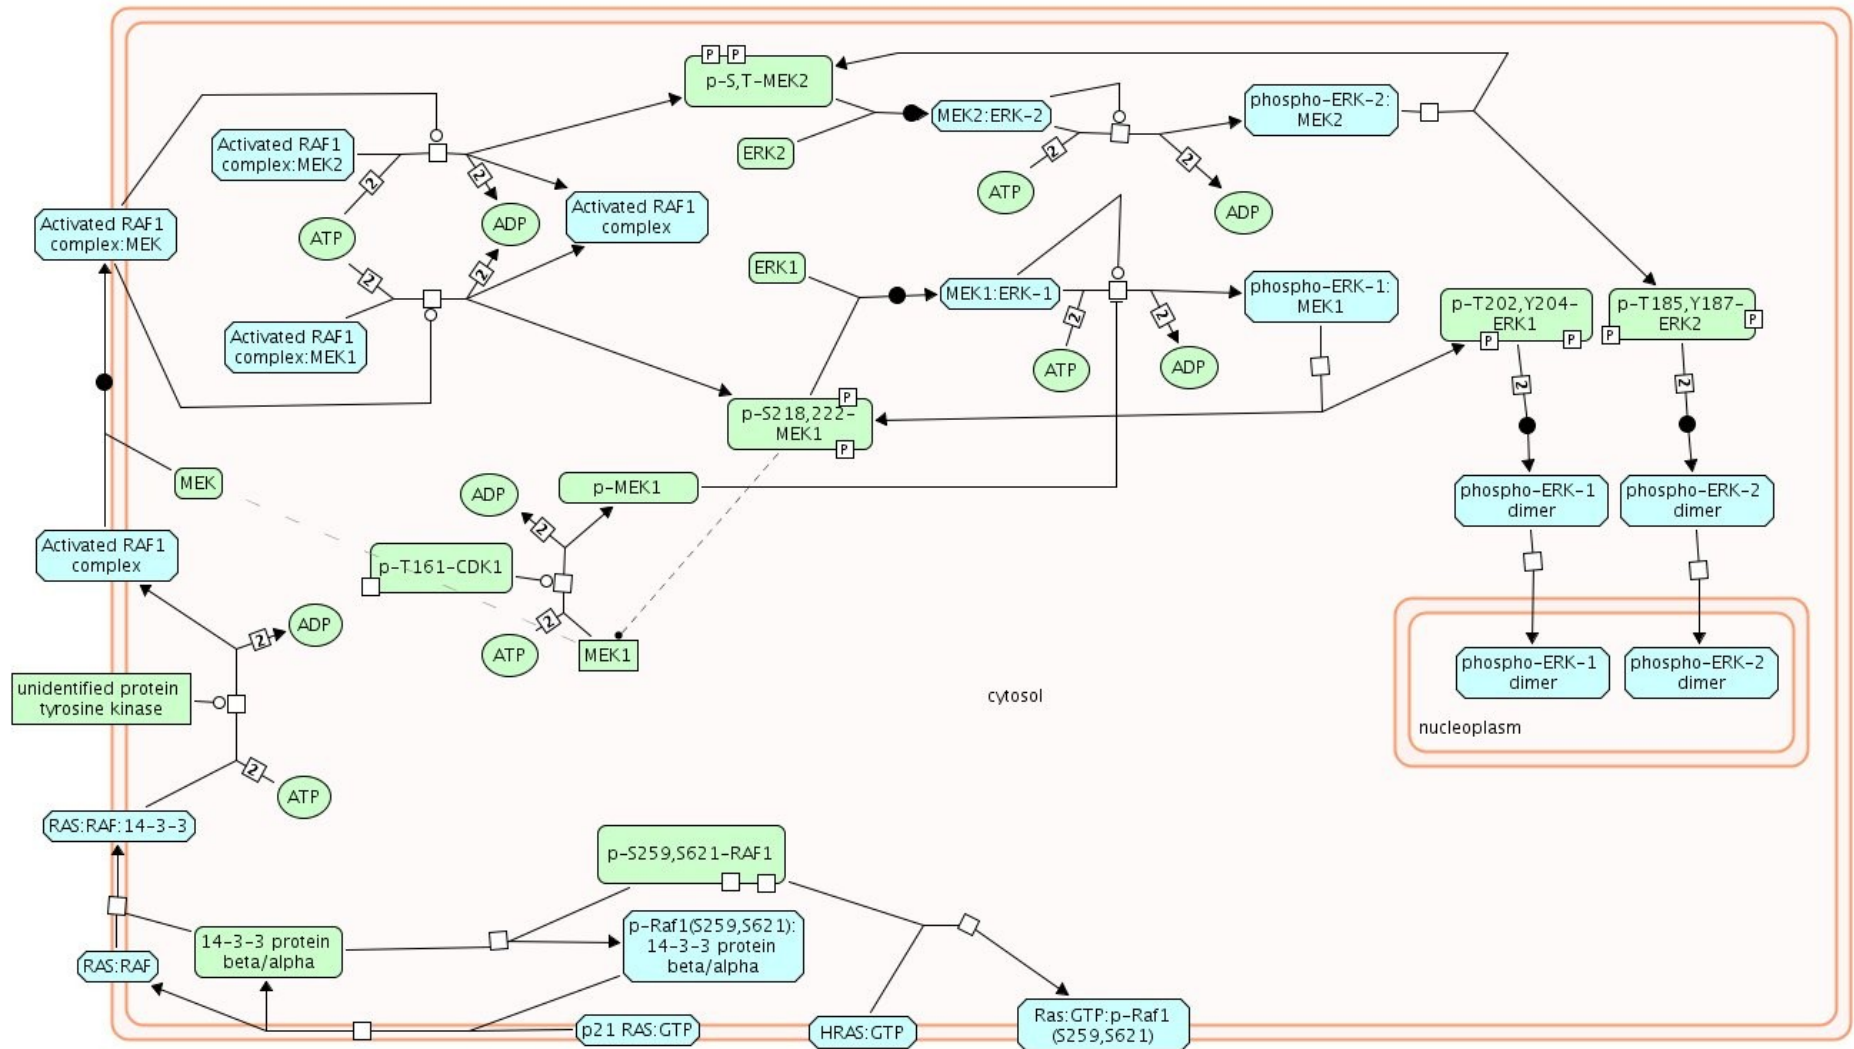 P P
p-S,T-MEK2
ERK2
MEK2:ERK-2
phospho-ERK-2:
MEK2
2
ATP
2
ADP
Activated RAF1
complex:MEK2
2
2
ATP
ADP
Activated RAF1
complex
Activated RAF1
complex:MEK
2
2
Activated RAF1
complex:MEK1
ERK1
MEK1:ERK-1
phospho-ERK-1:
MEK1
2
ATP
2
ADP
p-T202,Y204-
ERK1
P
P
p-T185,Y187-
ERK2
P
P
2
2
P
p-S218,222-
MEK1
P
MEK
ADP
p-MEK1
2
p-T161-CDK1
2
ATP
MEK1
phospho-ERK-1
dimer
phospho-ERK-2
dimer
Activated RAF1
complex
2
ADP
unidentified protein
tyrosine kinase
2
ATP
cytosol
phospho-ERK-1
dimer
phospho-ERK-2
dimer
nucleoplasm
RAS:RAF:14-3-3
p-S259,S621-RAF1
14-3-3 protein
beta/alpha
p-Raf1(S259,S621):
14-3-3 protein
beta/alpha
RAS:RAF
p21 RAS:GTP
HRAS:GTP
Ras:GTP:p-Raf1
(S259,S621)